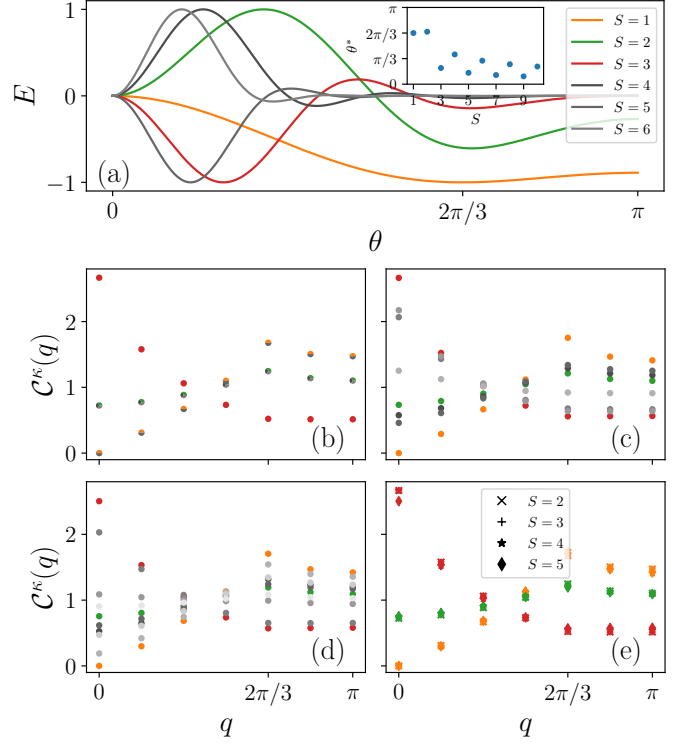 1
0
−1
E
(a)
0
2π/3
π
θ
π
2π/3
π/3
0
θ*
1 3 5 7 9
S
S = 1
S = 2
S = 3
S = 4
S = 5
S = 6
2
1
0
𝒞^κ(q)
(b)
(c)
2
1
0
𝒞^κ(q)
(d)
0
2π/3
π
q
S = 2
S = 3
S = 4
S = 5
(e)
0
2π/3
π
q